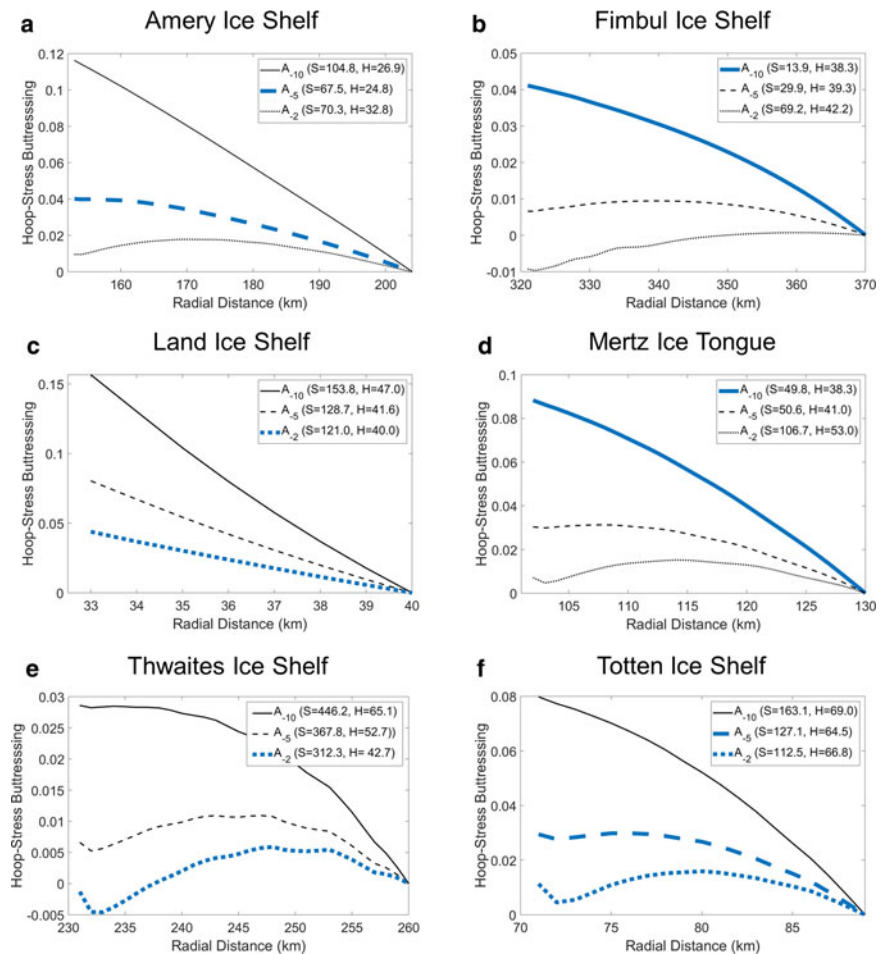 a Amery Ice Shelf
0.12
0.1
0.08
0.06
0.04
0.02
0
Hoop-Stress Buttresssing
A-10 (S=104.8, H=26.9)
A-5 (S=67.5, H=24.8)
A-2 (S=70.3, H=32.8)
160 170 180 190 200
Radial Distance (km)
b Fimbul Ice Shelf
0.05
0.04
0.03
0.02
0.01
0
-0.01
Hoop-Stress Buttresssing
A-10 (S=13.9, H=38.3)
A-5 (S=29.9, H= 39.3)
A-2 (S=69.2, H=42.2)
320 330 340 350 360 370
Radial Distance (km)
c Land Ice Shelf
0.15
0.1
0.05
0
Hoop-Stress Buttresssing
A-10 (S=153.8, H=47.0)
A-5 (S=128.7, H=41.6)
A-2 (S=121.0, H=40.0)
33 34 35 36 37 38 39 40
Radial Distance (km)
d Mertz Ice Tongue
0.1
0.08
0.06
0.04
0.02
0
Hoop-Stress Buttresssing
A-10 (S=49.8, H=38.3)
A-5 (S=50.6, H=41.0)
A-2 (S=106.7, H=53.0)
105 110 115 120 125 130
Radial Distance (km)
e Thwaites Ice Shelf
0.03
0.025
0.02
0.015
0.01
0.005
0
-0.005
Hoop-Stress Buttresssing
A-10 (S=446.2, H=65.1)
A-5 (S=367.8, H=52.7))
A-2 (S=312.3, H= 42.7)
230 235 240 245 250 255 260
Radial Distance (km)
f Totten Ice Shelf
0.08
0.06
0.04
0.02
0
Hoop-Stress Buttresssing
A-10 (S=163.1, H=69.0)
A-5 (S=127.1, H=64.5)
A-2 (S=112.5, H=66.8)
70 75 80 85
Radial Distance (km)